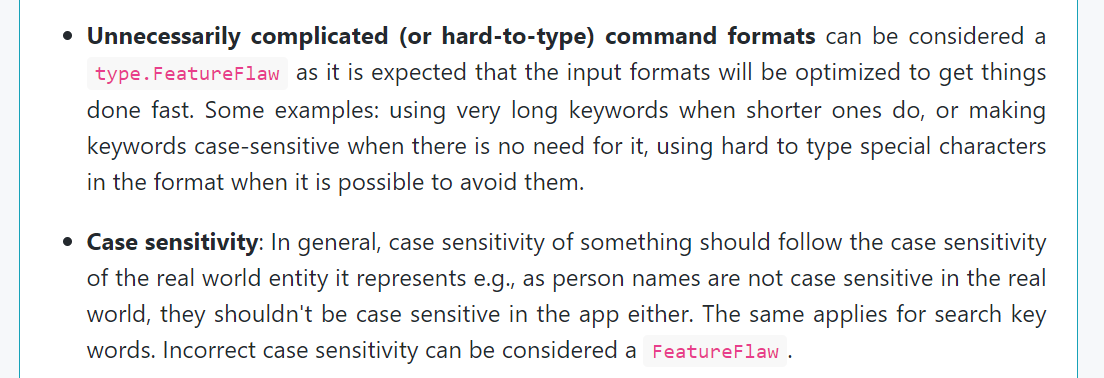 • Unnecessarily complicated (or hard-to-type) command formats can be considered a
type.FeatureFlaw as it is expected that the input formats will be optimized to get things
done fast. Some examples: using very long keywords when shorter ones do, or making
keywords case-sensitive when there is no need for it, using hard to type special characters
in the format when it is possible to avoid them.
• Case sensitivity: In general, case sensitivity of something should follow the case sensitivity
of the real world entity it represents e.g., as person names are not case sensitive in the real
world, they shouldn't be case sensitive in the app either. The same applies for search key
words. Incorrect case sensitivity can be considered a FeatureFlaw.